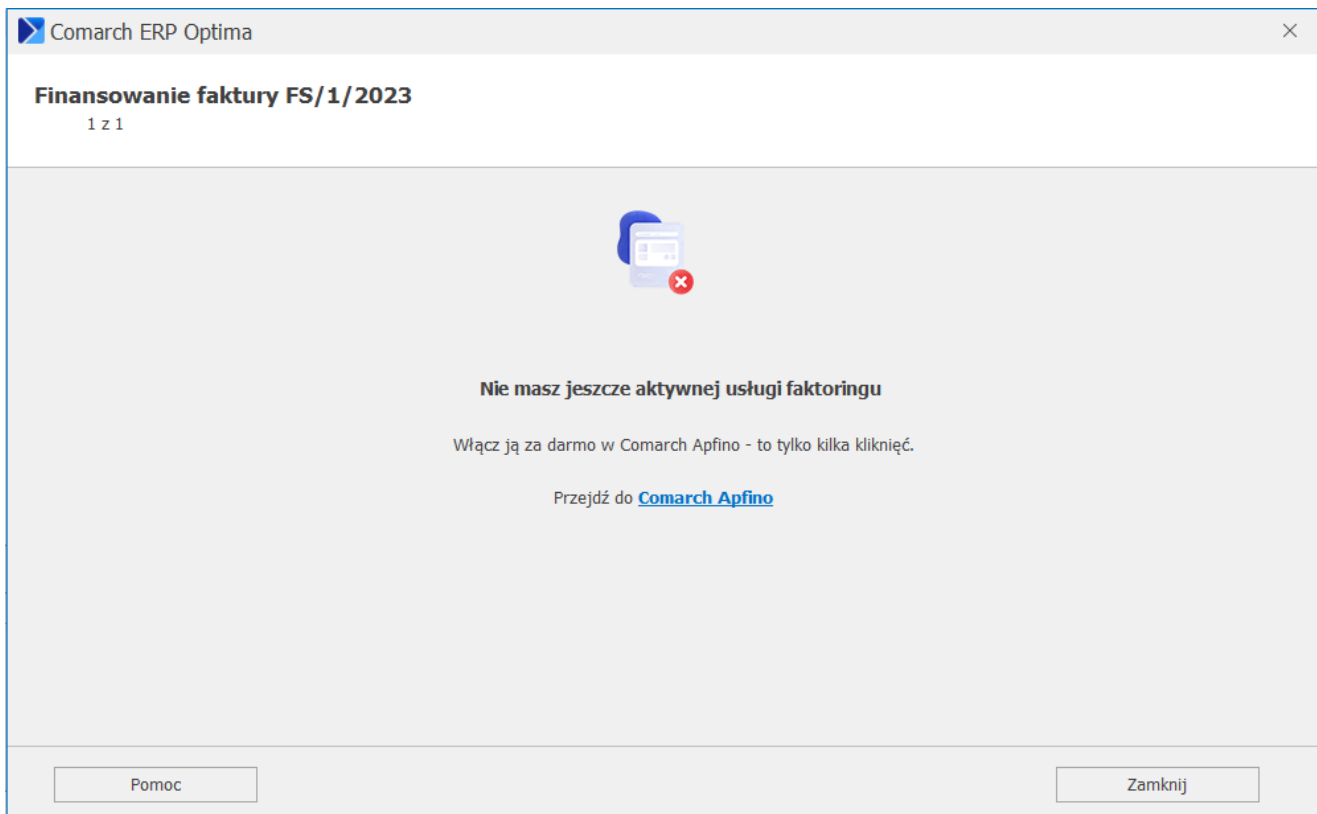 Comarch ERP Optima
Finansowanie faktury FS/1/2023
1 z 1
Nie masz jeszcze aktywnej usługi faktoringu
Włącz ją za darmo w Comarch Apfino - to tylko kilka kliknięć.
Przejdź do Comarch Apfino
Pomoc
Zamknij